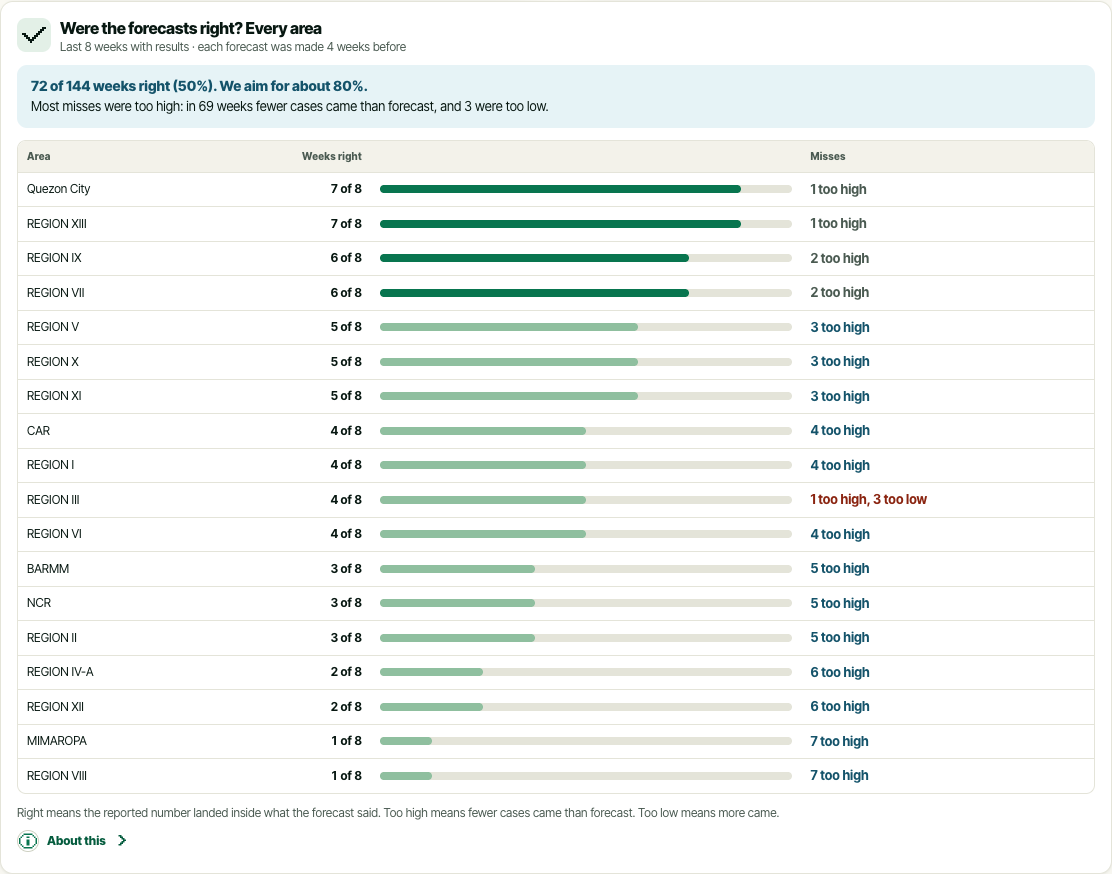 Were the forecasts right? Every area
Last 8 weeks with results · each forecast was made 4 weeks before
72 of 144 weeks right (50%). We aim for about 80%.
Most misses were too high: in 69 weeks fewer cases came than forecast, and 3 were too low.
Area Weeks right Misses
Quezon City 7 of 8 1 too high
REGION XIII 7 of 8 1 too high
REGION IX 6 of 8 2 too high
REGION VII 6 of 8 2 too high
REGION V 5 of 8 3 too high
REGION X 5 of 8 3 too high
REGION XI 5 of 8 3 too high
CAR 4 of 8 4 too high
REGION I 4 of 8 4 too high
REGION III 4 of 8 1 too high, 3 too low
REGION VI 4 of 8 4 too high
BARMM 3 of 8 5 too high
NCR 3 of 8 5 too high
REGION II 3 of 8 5 too high
REGION IV-A 2 of 8 6 too high
REGION XII 2 of 8 6 too high
MIMAROPA 1 of 8 7 too high
REGION VIII 1 of 8 7 too high
Right means the reported number landed inside what the forecast said. Too high means fewer cases came than forecast. Too low means more came.
About this